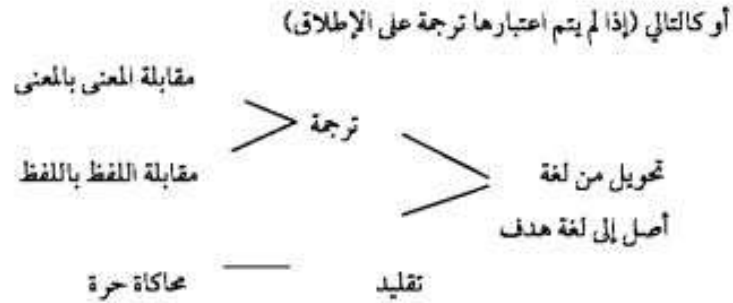 أو كالتالي (إذا لم يتم اعتبارها ترجمة على الإطلاق)
مقابلة المعنى بالمعنى
ترجمة
تحويل من لغة
مقابلة اللفظ باللفظ
أصل إلى لغة هدف
تقليد
محاكاة حرة